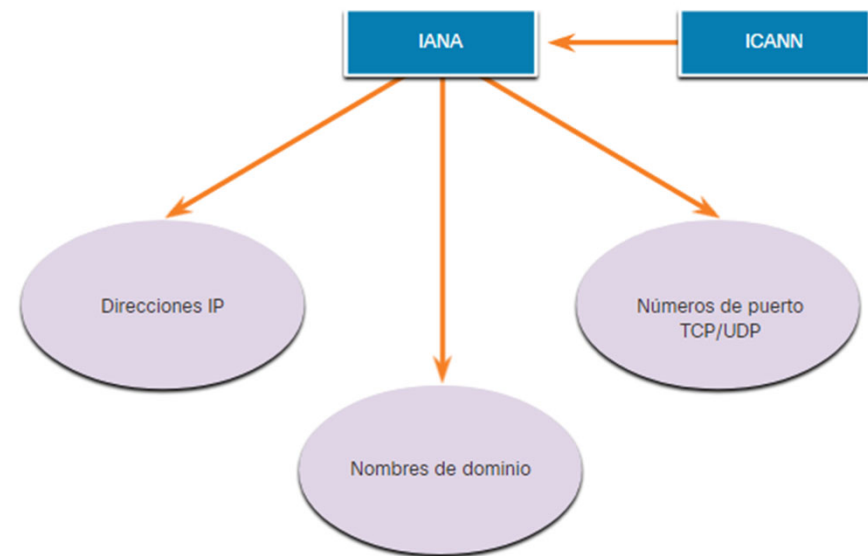 IANA
ICANN
Direcciones IP
Números de puerto
TCP/UDP
Nombres de dominio